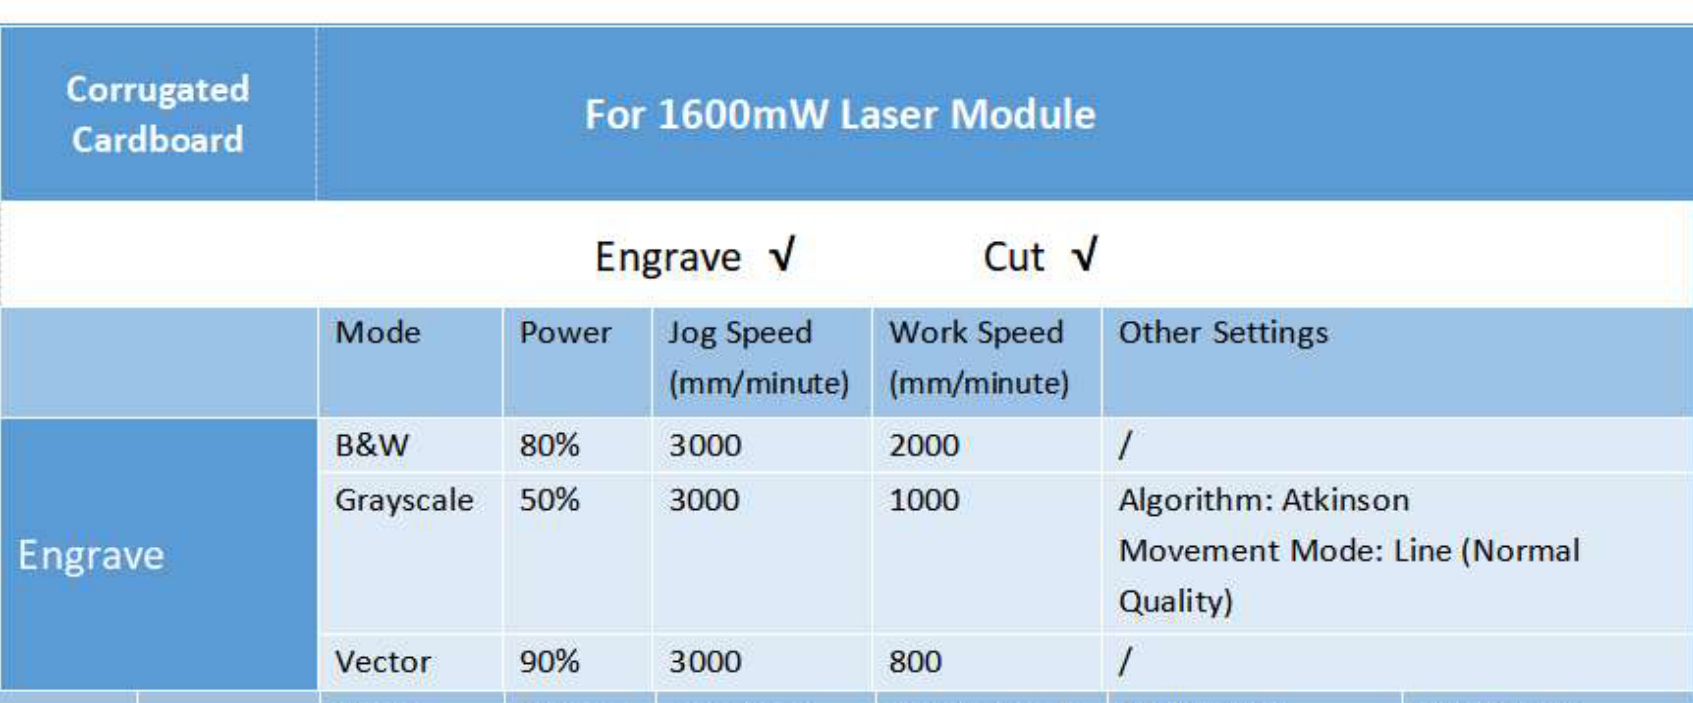 Corrugated
Cardboard
For 1600mW Laser Module
Engrave √ Cut √
Mode Power Jog Speed Work Speed Other Settings
(mm/minute) (mm/minute)
B&W 80% 3000 2000 /
Grayscale 50% 3000 1000 Algorithm: Atkinson
Engrave
Movement Mode: Line (Normal
Quality)
Vector 90% 3000 800 /